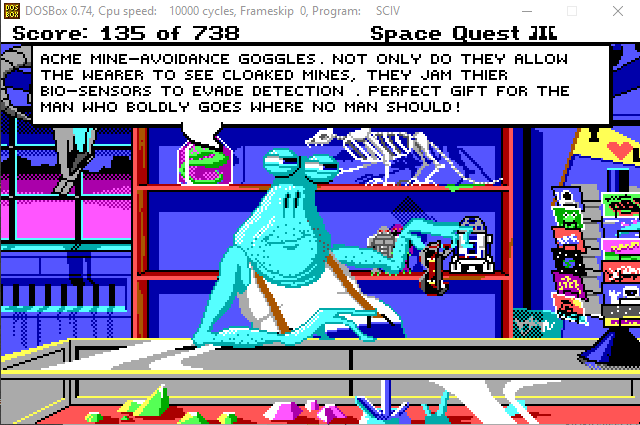 DOSBox 0.74, Cpu speed: 10000 cycles, Frameskip 0, Program: SCIV
DOS
BOX
Score: 135 of 738 Space Quest III
ACME MINE-AVOIDANCE GOGGLES. NOT ONLY DO THEY ALLOW
THE WEARER TO SEE CLOAKED MINES, THEY JAM THIER
BIO-SENSORS TO EVADE DETECTION . PERFECT GIFT FOR THE
MAN WHO BOLDLY GOES WHERE NO MAN SHOULD!
I